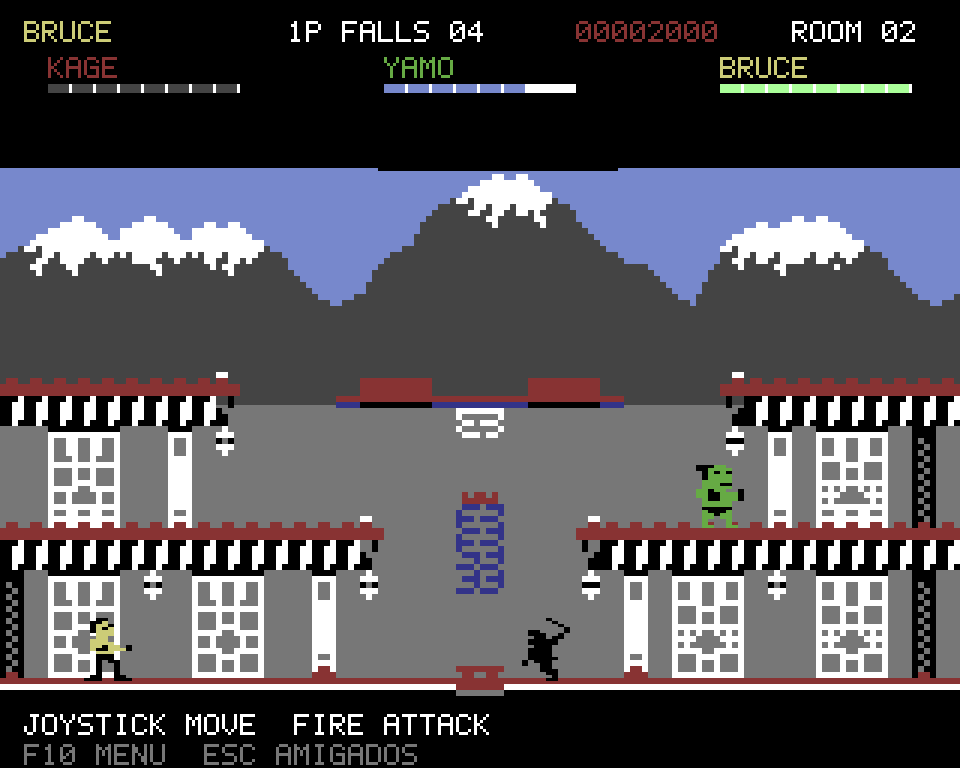 BRUCE 1P FALLS 04 00002000 ROOM 02
KAGE YAMO BRUCE
JOYSTICK MOVE FIRE ATTACK
F10 MENU ESC AMIGADOS